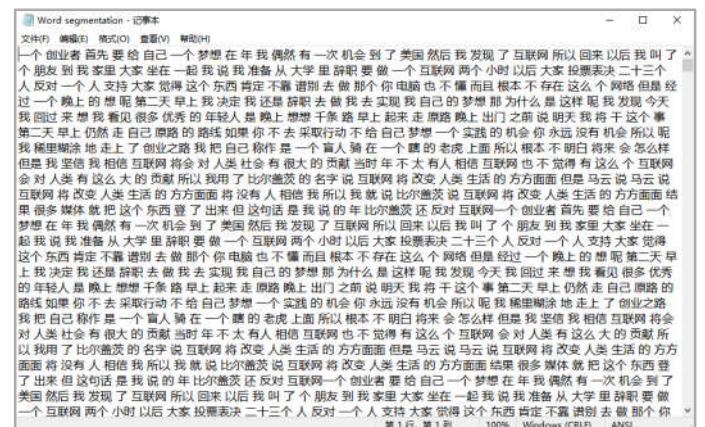 Word segmentation - 记事本
文件(F) 编辑(E) 格式(O) 查看(V) 帮助(H)
一个 创业者 首先 要 给 自己 一个 梦想 在 年 我 偶然 有 一次 机会 到 了 美国 然后 我 发现 了 互联网 所以 回来 以后 我 叫 了
个 朋友 到 我 家里 大家 坐在 一起 我 说 我 准备 从 大学 里 辞职 要 做 一个 互联网 两个 小时 以后 大家 投票表决 二十三个
人 反对 一个 人 支持 大家 觉得 这个 东西 肯定 不靠 谱别 去 做 那个 你 电脑 也 不 懂 而且 根本 不 存在 这么 个 网络 但是 经
过 一个 晚上 的 想 呢 第二天 早上 我 决定 我 还是 辞职 去 做 我 去 实现 我 自己 的 梦想 那 为什么 是 这样 呢 我 发现 今天
我 回过 来 想 我 看见 很多 优秀 的 年轻人 是 晚上 想想 千条 路 早上 起来 走 原路 晚上 出门 之前 说 明天 我 将 干 这个 事
第二天 早上 仍然 走 自己 原路 的 路线 如果 你 不 去 采取行动 不 给 自己 梦想 一个 实践 的 机会 你 永远 没有 机会 所以 呢
我 稀里糊涂 地 走上 了 创业之路 我 把 自己 称作 是 一个 盲人 骑 在 一个 瞎 的 老虎 上面 所以 根本 不 明白 将来 会 怎么样
但是 我 坚信 我 相信 互联网 将会 对 人类 社会 有 很大 的 贡献 当时 年 不 太 有人 相信 互联网 也 不 觉得 有 这么 个 互联网
会 对 人类 有 这么 大 的 贡献 所以 我用 了 比尔盖茨 的 名字 说 互联网 将 改变 人类 生活 的 方方面面 但是 马云 说 马云 说
互联网 将 改变 人类 生活 的 方方面面 将 没有 人 相信 我 所以 我 就 说 比尔盖茨 说 互联网 将 改变 人类 生活 的 方方面面 结
果 很多 媒体 就 把 这个 东西 登 了 出来 但 这句话 是 我 说 的 年 比尔盖茨 还 反对 互联网一个 创业者 首先 要 给 自己 一个
梦想 在 年 我 偶然 有 一次 机会 到 了 美国 然后 我 发现 了 互联网 所以 回来 以后 我 叫 了 个 朋友 到 我 家里 大家 坐在 一
起 我 说 我 准备 从 大学 里 辞职 要 做 一个 互联网 两个 小时 以后 大家 投票表决 二十三个 人 反对 一个 人 支持 大家 觉得
这个 东西 肯定 不靠 谱别 去 做 那个 你 电脑 也 不 懂 而且 根本 不 存在 这么 个 网络 但是 经过 一个 晚上 的 想 呢 第二天 早
上 我 决定 我 还是 辞职 去 做 我 去 实现 我 自己 的 梦想 那 为什么 是 这样 呢 我 发现 今天 我 回过 来 想 我 看见 很多 优秀
的 年轻人 是 晚上 想想 千条 路 早上 起来 走 原路 晚上 出门 之前 说 明天 我 将 干 这个 事 第二天 早上 仍然 走 自己 原路 的
路线 如果 你 不 去 采取行动 不 给 自己 梦想 一个 实践 的 机会 你 永远 没有 机会 所以 呢 我 稀里糊涂 地 走上 了 创业之路
我 把 自己 称作 是 一个 盲人 骑 在 一个 瞎 的 老虎 上面 所以 根本 不 明白 将来 会 怎么样 但是 我 坚信 我 相信 互联网 将会
对 人类 社会 有 很大 的 贡献 当时 年 不 太 有人 相信 互联网 也 不 觉得 有 这么 个 互联网 会 对 人类 有 这么 大 的 贡献 所
以 我用 了 比尔盖茨 的 名字 说 互联网 将 改变 人类 生活 的 方方面面 但是 马云 说 马云 说 互联网 将 改变 人类 生活 的 方方
面面 将 没有 人 相信 我 所以 我 就 说 比尔盖茨 说 互联网 将 改变 人类 生活 的 方方面面 结果 很多 媒体 就 把 这个 东西 登
了 出来 但 这句话 是 我 说 的 年 比尔盖茨 还 反对 互联网一个 创业者 要 给 自己 一个 梦想 在 年 我 偶然 有 一次 机会 到 了
美国 然后 我 发现 了 互联网 所以 回来 以后 我 叫 了 个 朋友 到 我 家里 大家 坐在 一起 我 说 我 准备 从 大学 里 辞职 要 做
一个 互联网 两个 小时 以后 大家 投票表决 二十三个 人 反对 一个 人 支持 大家 觉得 这个 东西 肯定 不靠 谱别 去 做 那个 你
第 1 行，第 1 列 100% Windows (CRLF) ANSI